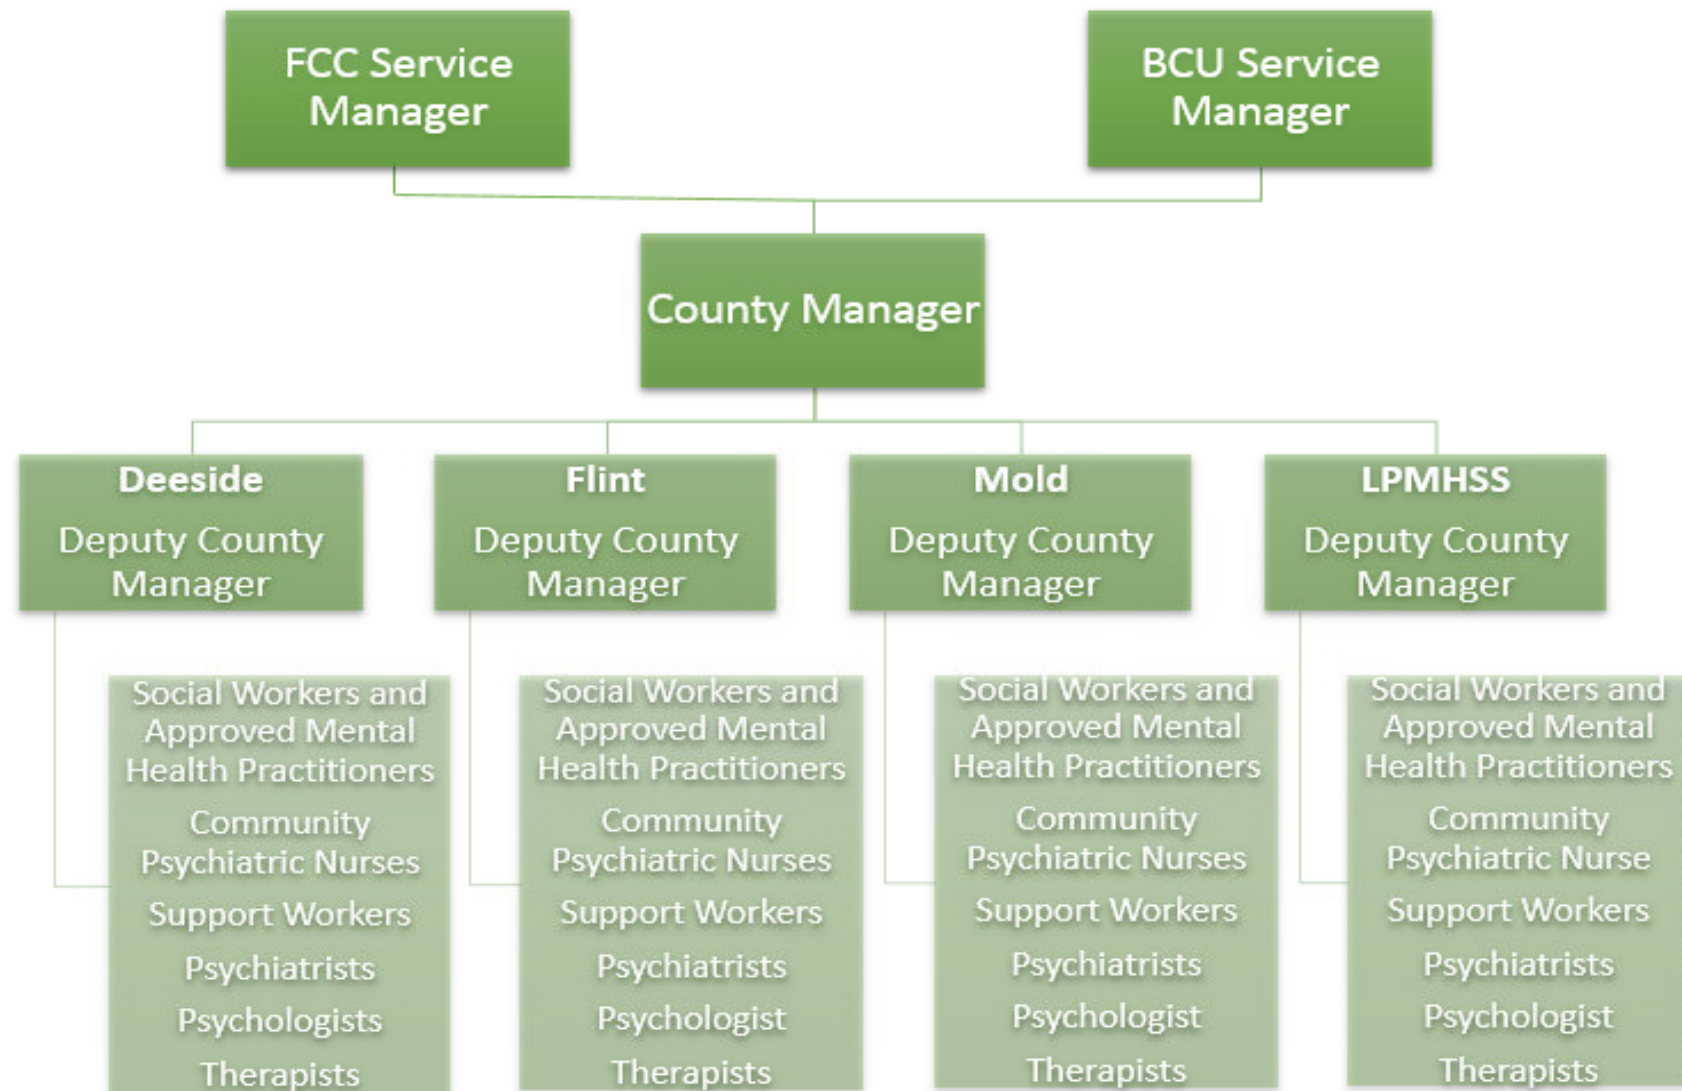 FCC Service
Manager
BCU Service
Manager
County Manager
Deeside
Deputy County
Manager
Flint
Deputy County
Manager
Mold
Deputy County
Manager
LPMHSS
Deputy County
Manager
Social Workers and
Approved Mental
Health Practitioners
Community
Psychiatric Nurses
Support Workers
Psychiatrists
Psychologists
Therapists
Social Workers and
Approved Mental
Health Practitioners
Community
Psychiatric Nurses
Support Workers
Psychiatrists
Psychologist
Therapists
Social Workers and
Approved Mental
Health Practitioners
Community
Psychiatric Nurses
Support Workers
Psychiatrists
Psychologist
Therapists
Social Workers and
Approved Mental
Health Practitioners
Community
Psychiatric Nurse
Support Workers
Psychiatrists
Psychologist
Therapists